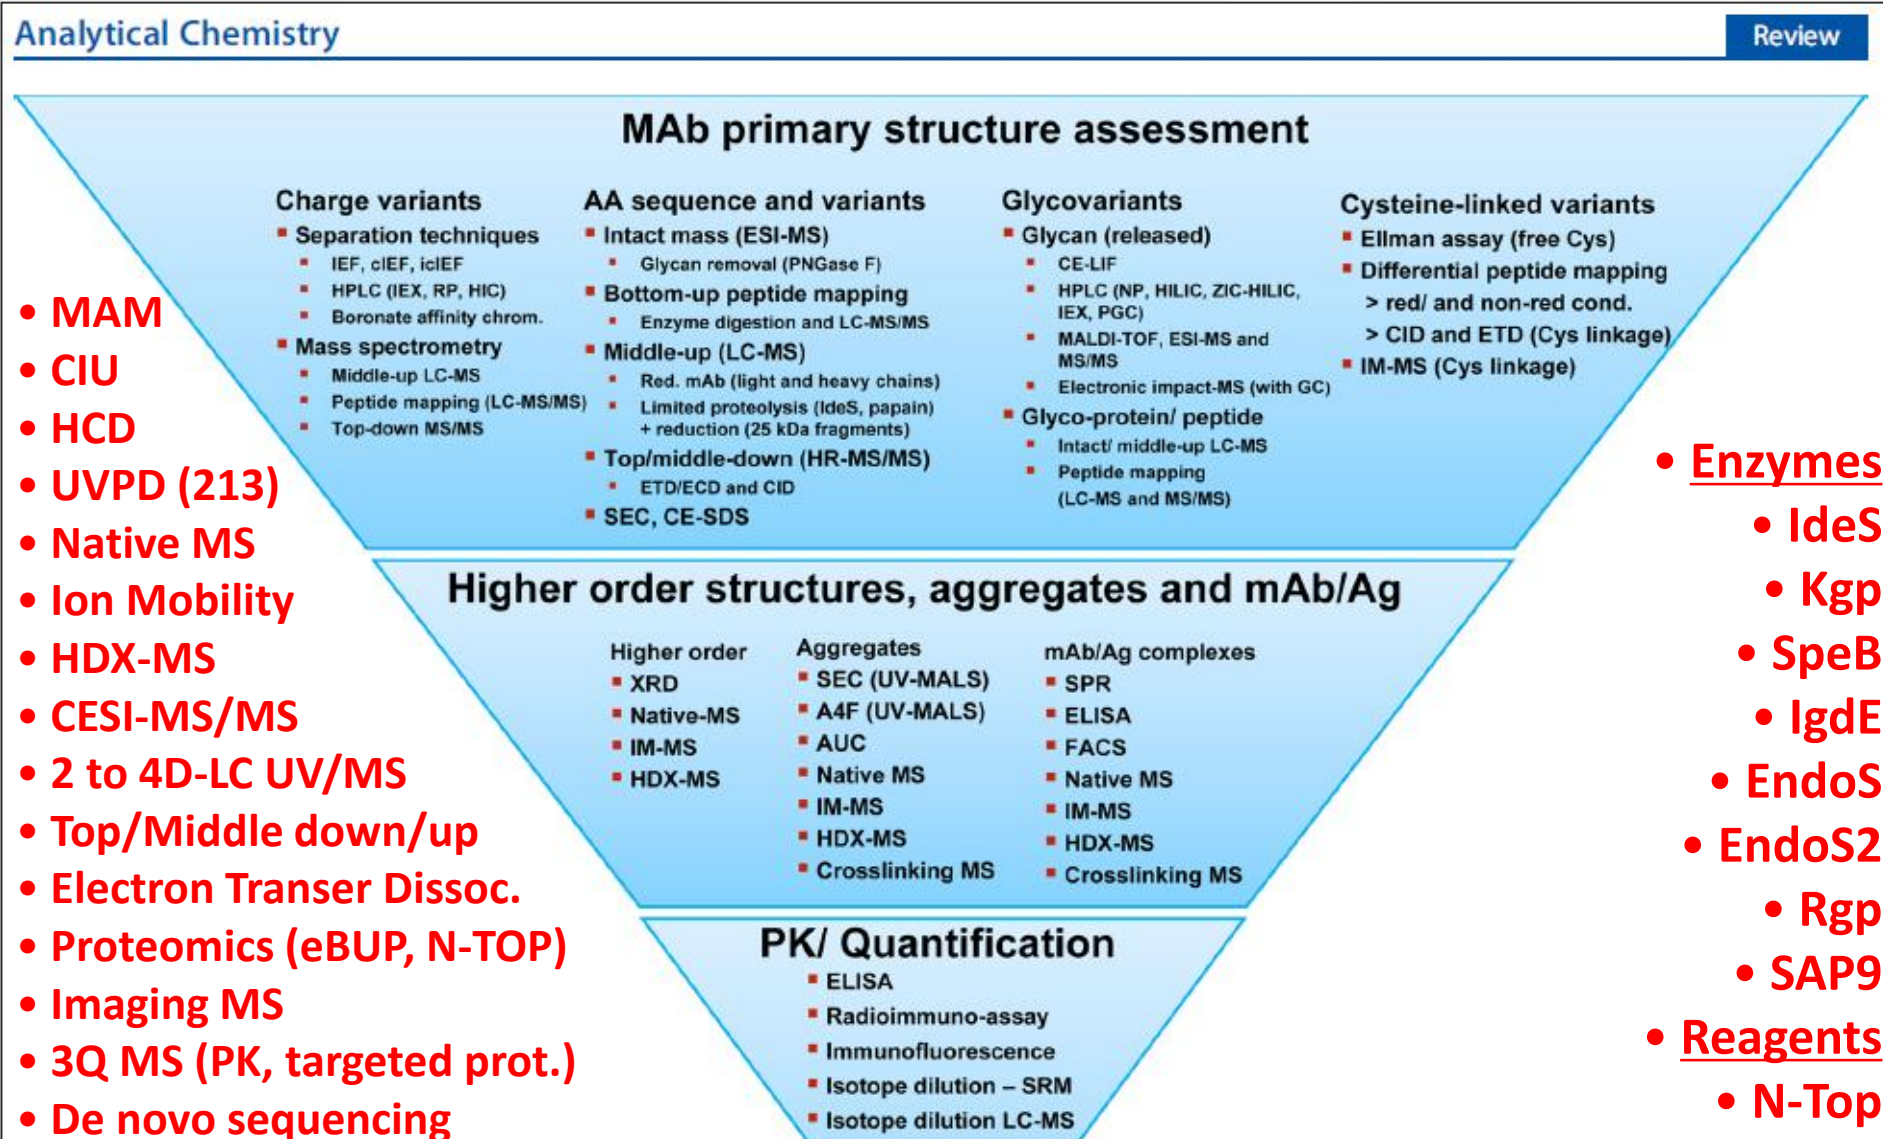 Analytical Chemistry
Review
MAb primary structure assessment
Charge variants
Separation techniques
IEF, cIEF, icIEF
HPLC (IEX, RP, HIC)
Boronate affinity chrom.
Mass spectrometry
Middle-up LC-MS
Peptide mapping (LC-MS/MS)
Top-down MS/MS
AA sequence and variants
Intact mass (ESI-MS)
Glycan removal (PNGase F)
Bottom-up peptide mapping
Enzyme digestion and LC-MS/MS
Middle-up (LC-MS)
Red. mAb (light and heavy chains)
Limited proteolysis (IdeS, papain)
+ reduction (25 kDa fragments)
Top/middle-down (HR-MS/MS)
ETD/ECD and CID
SEC, CE-SDS
Glycovariants
Glycan (released)
CE-LIF
HPLC (NP, HILIC, ZIC-HILIC,
IEX, PGC)
MALDI-TOF, ESI-MS and
MS/MS
Electronic impact-MS (with GC)
Glyco-protein/ peptide
Intact/ middle-up LC-MS
Peptide mapping
(LC-MS and MS/MS)
Cysteine-linked variants
Ellman assay (free Cys)
Differential peptide mapping
> red/ and non-red cond.
> CID and ETD (Cys linkage)
IM-MS (Cys linkage)
Higher order structures, aggregates and mAb/Ag
Higher order
XRD
Native-MS
IM-MS
HDX-MS
Aggregates
SEC (UV-MALS)
A4F (UV-MALS)
AUC
Native MS
IM-MS
HDX-MS
Crosslinking MS
mAb/Ag complexes
SPR
ELISA
FACS
Native MS
IM-MS
HDX-MS
Crosslinking MS
PK/ Quantification
ELISA
Radioimmuno-assay
Immunofluorescence
Isotope dilution – SRM
Isotope dilution LC-MS
• MAM
• CIU
• HCD
• UVPD (213)
• Native MS
• Ion Mobility
• HDX-MS
• CESI-MS/MS
• 2 to 4D-LC UV/MS
• Top/Middle down/up
• Electron Transer Dissoc.
• Proteomics (eBUP, N-TOP)
• Imaging MS
• 3Q MS (PK, targeted prot.)
• De novo sequencing
• Enzymes
• IdeS
• Kgp
• SpeB
• IgdE
• EndoS
• EndoS2
• Rgp
• SAP9
• Reagents
• N-Top